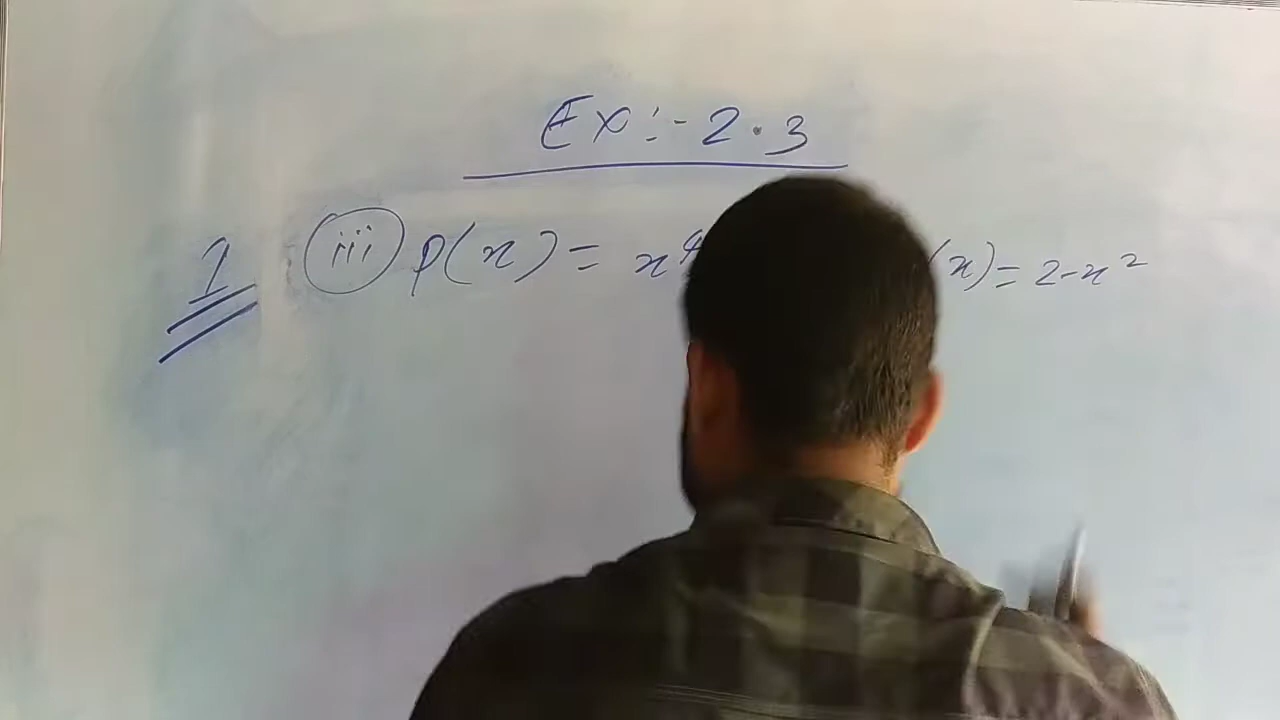 Ex:- 2.3
1 (iii) p(x) = x⁴ (x) = 2-x²